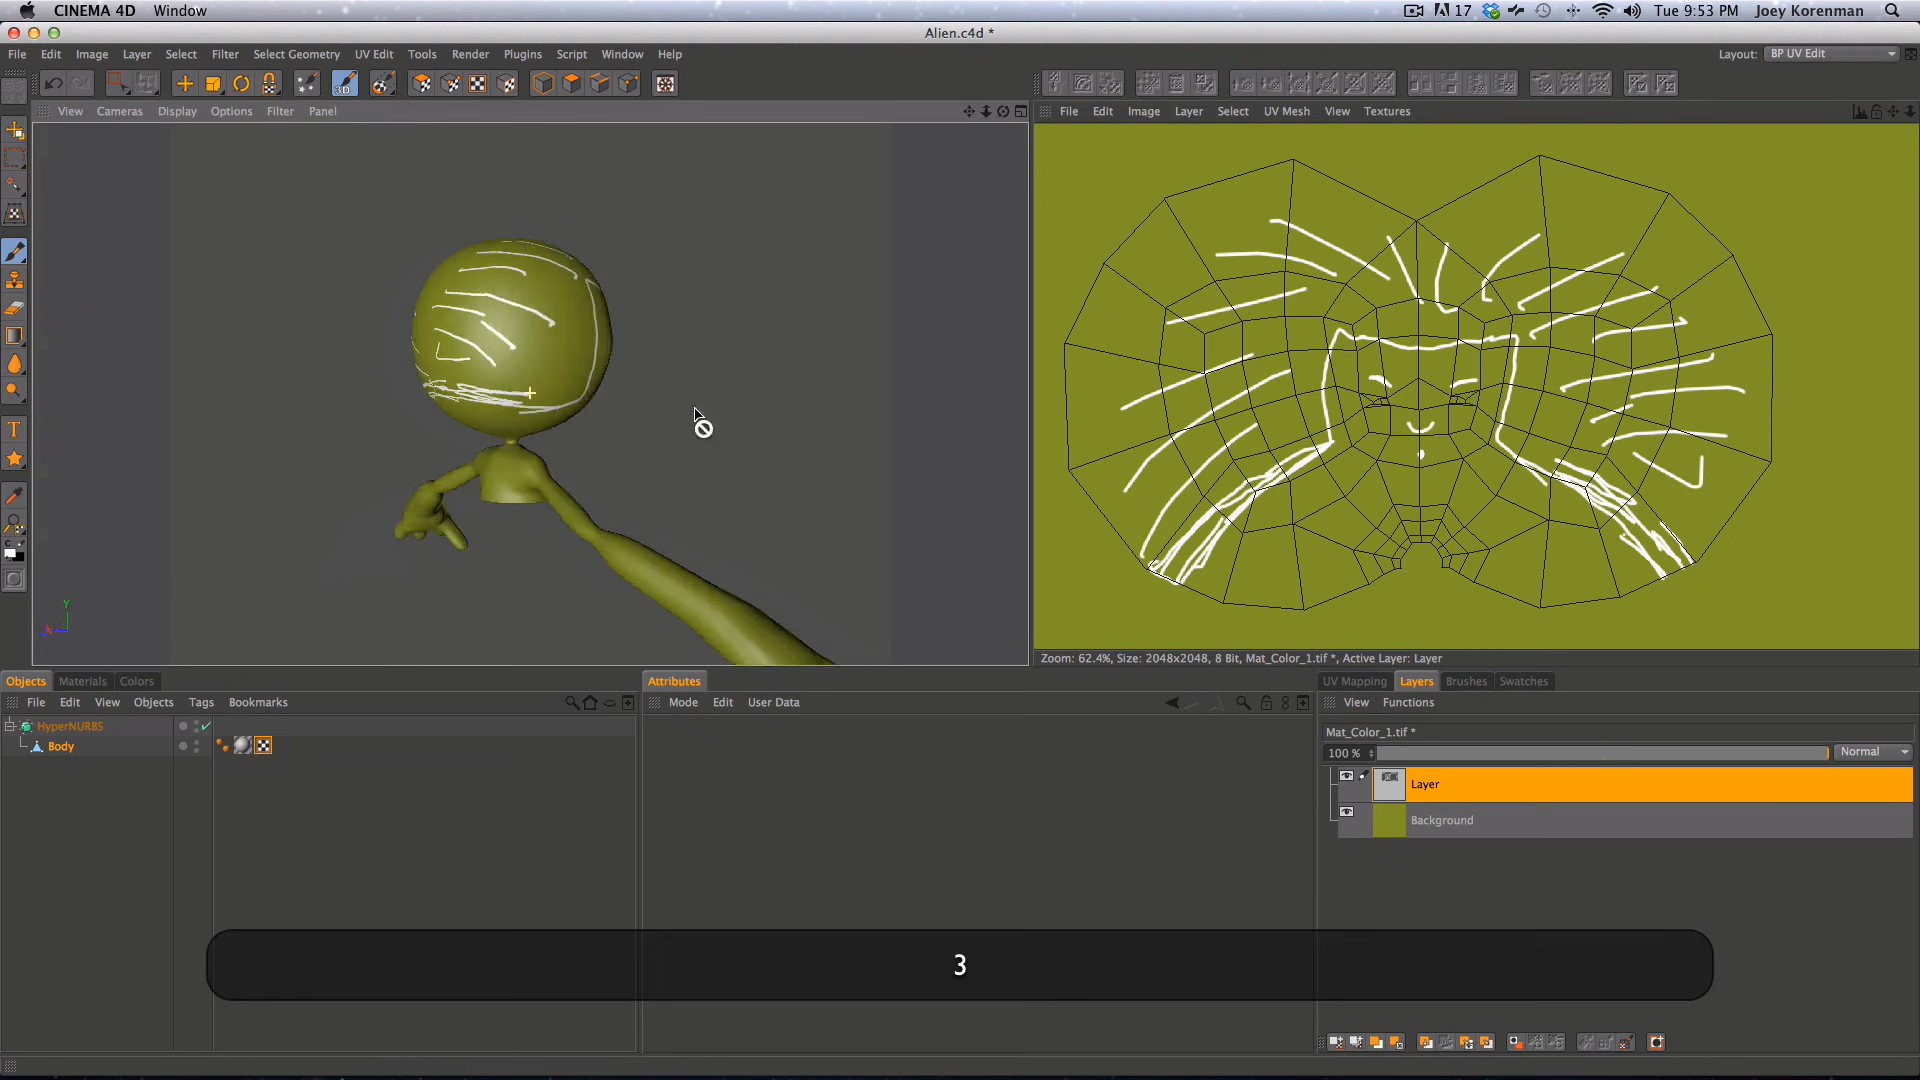 CINEMA 4D Window
17 Tue 9:53 PM Joey Korenman
Alien.c4d *
File Edit Image Layer Select Filter Select Geometry UV Edit Tools Render Plugins Script Window Help
Layout: BP UV Edit
3D
View Cameras Display Options Filter Panel
File Edit Image Layer Select UV Mesh View Textures
T
C
Y
X
Zoom: 62.4%, Size: 2048x2048, 8 Bit, Mat_Color_1.tif *, Active Layer: Layer
Objects Materials Colors
Attributes
UV Mapping Layers Brushes Swatches
File Edit View Objects Tags Bookmarks
Mode Edit User Data
View Functions
HyperNURBS
Body
Mat_Color_1.tif *
100 % Normal
Layer
Background
3